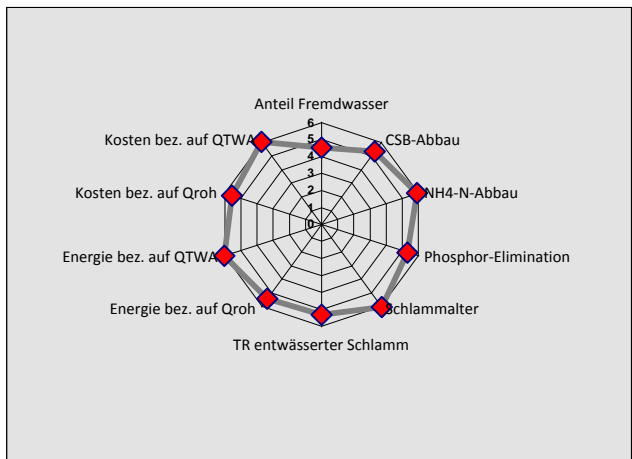 Anteil Fremdwasser
6
5
4
3
2
1
0
CSB-Abbau
NH4-N-Abbau
Phosphor-Elimination
Schlammalter
TR entwässerter Schlamm
Energie bez. auf Qroh
Energie bez. auf QTWA
Kosten bez. auf Qroh
Kosten bez. auf QTWA